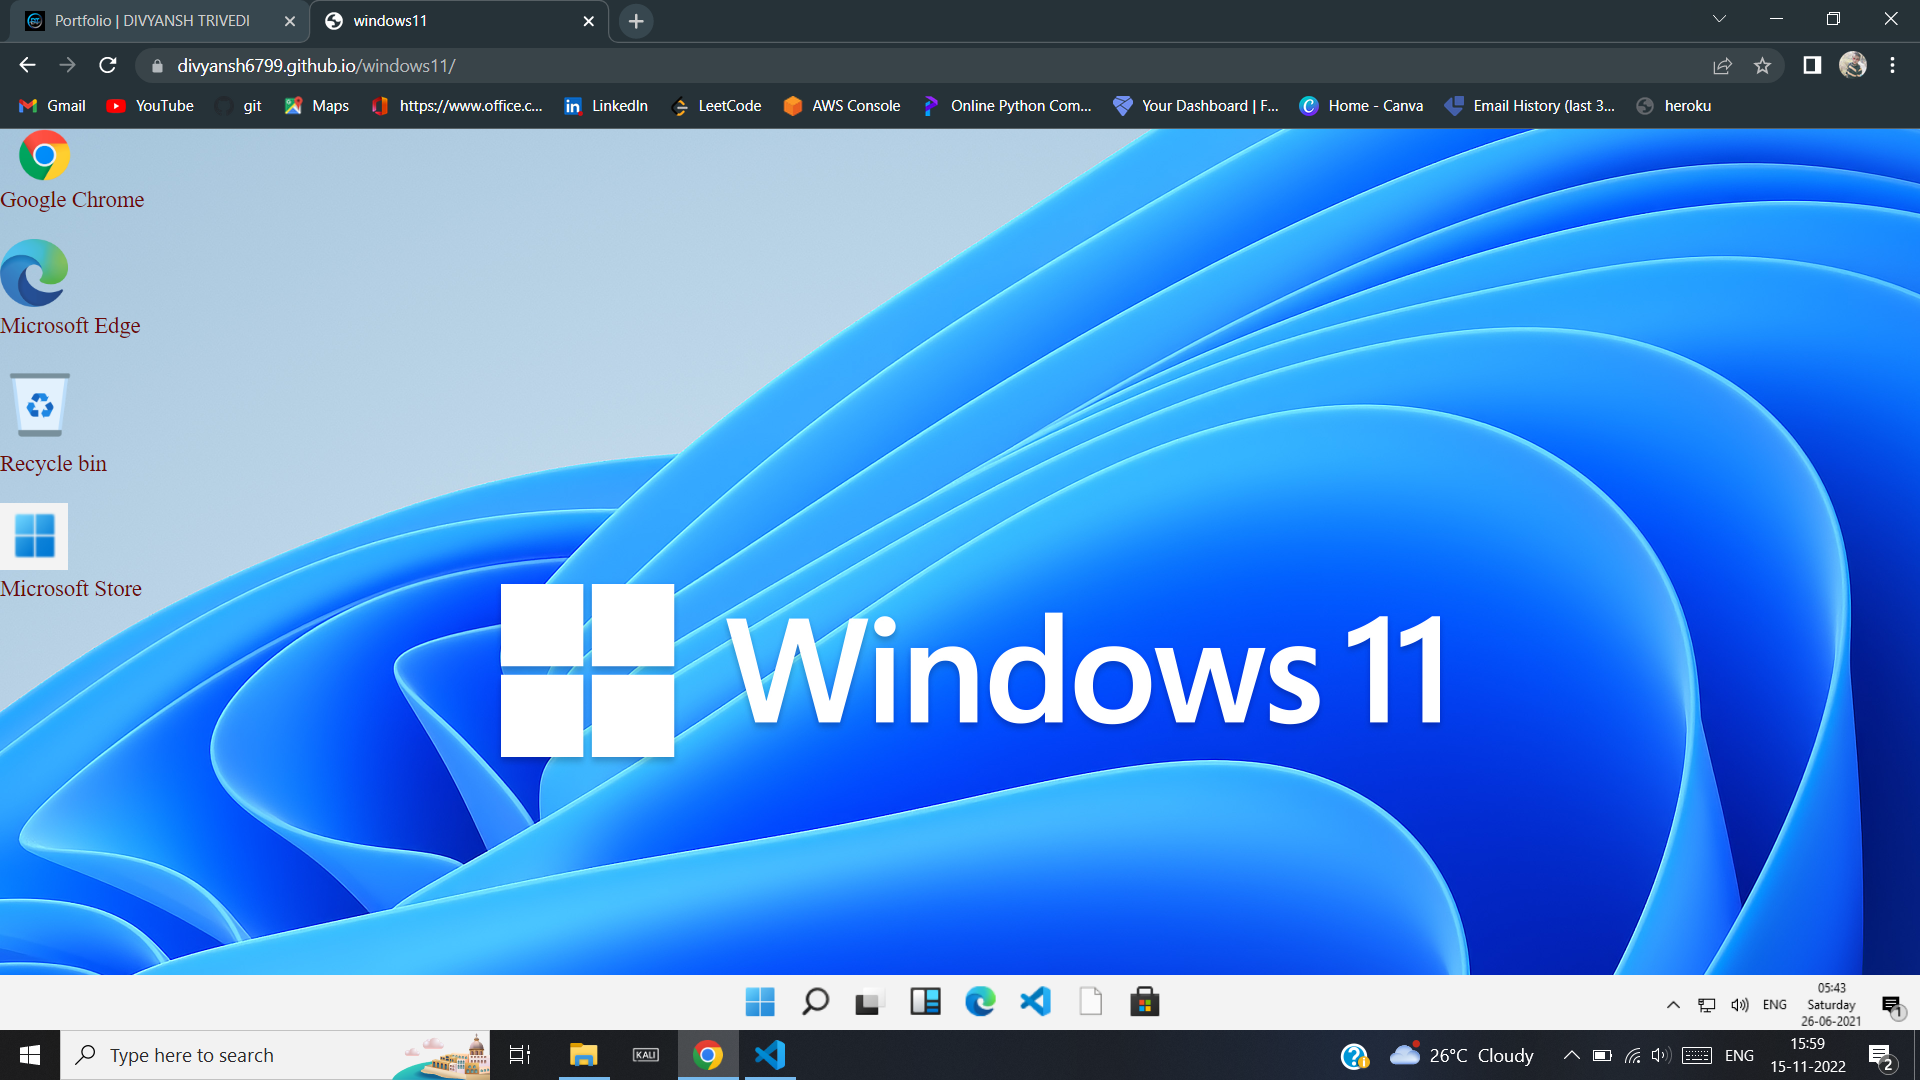 Portfolio | DIVYANSH TRIVEDI
windows11
divyansh6799.github.io/windows11/
Gmail
YouTube
git
Maps
https://www.office.c...
LinkedIn
LeetCode
AWS Console
Online Python Com...
Your Dashboard | F...
Home - Canva
Email History (last 3...
heroku
Google Chrome
Microsoft Edge
Recycle bin
Microsoft Store
Windows 11
ENG
05:43
Saturday
26-06-2021
1
Type here to search
KALI
26°C Cloudy
ENG
15:59
15-11-2022
2